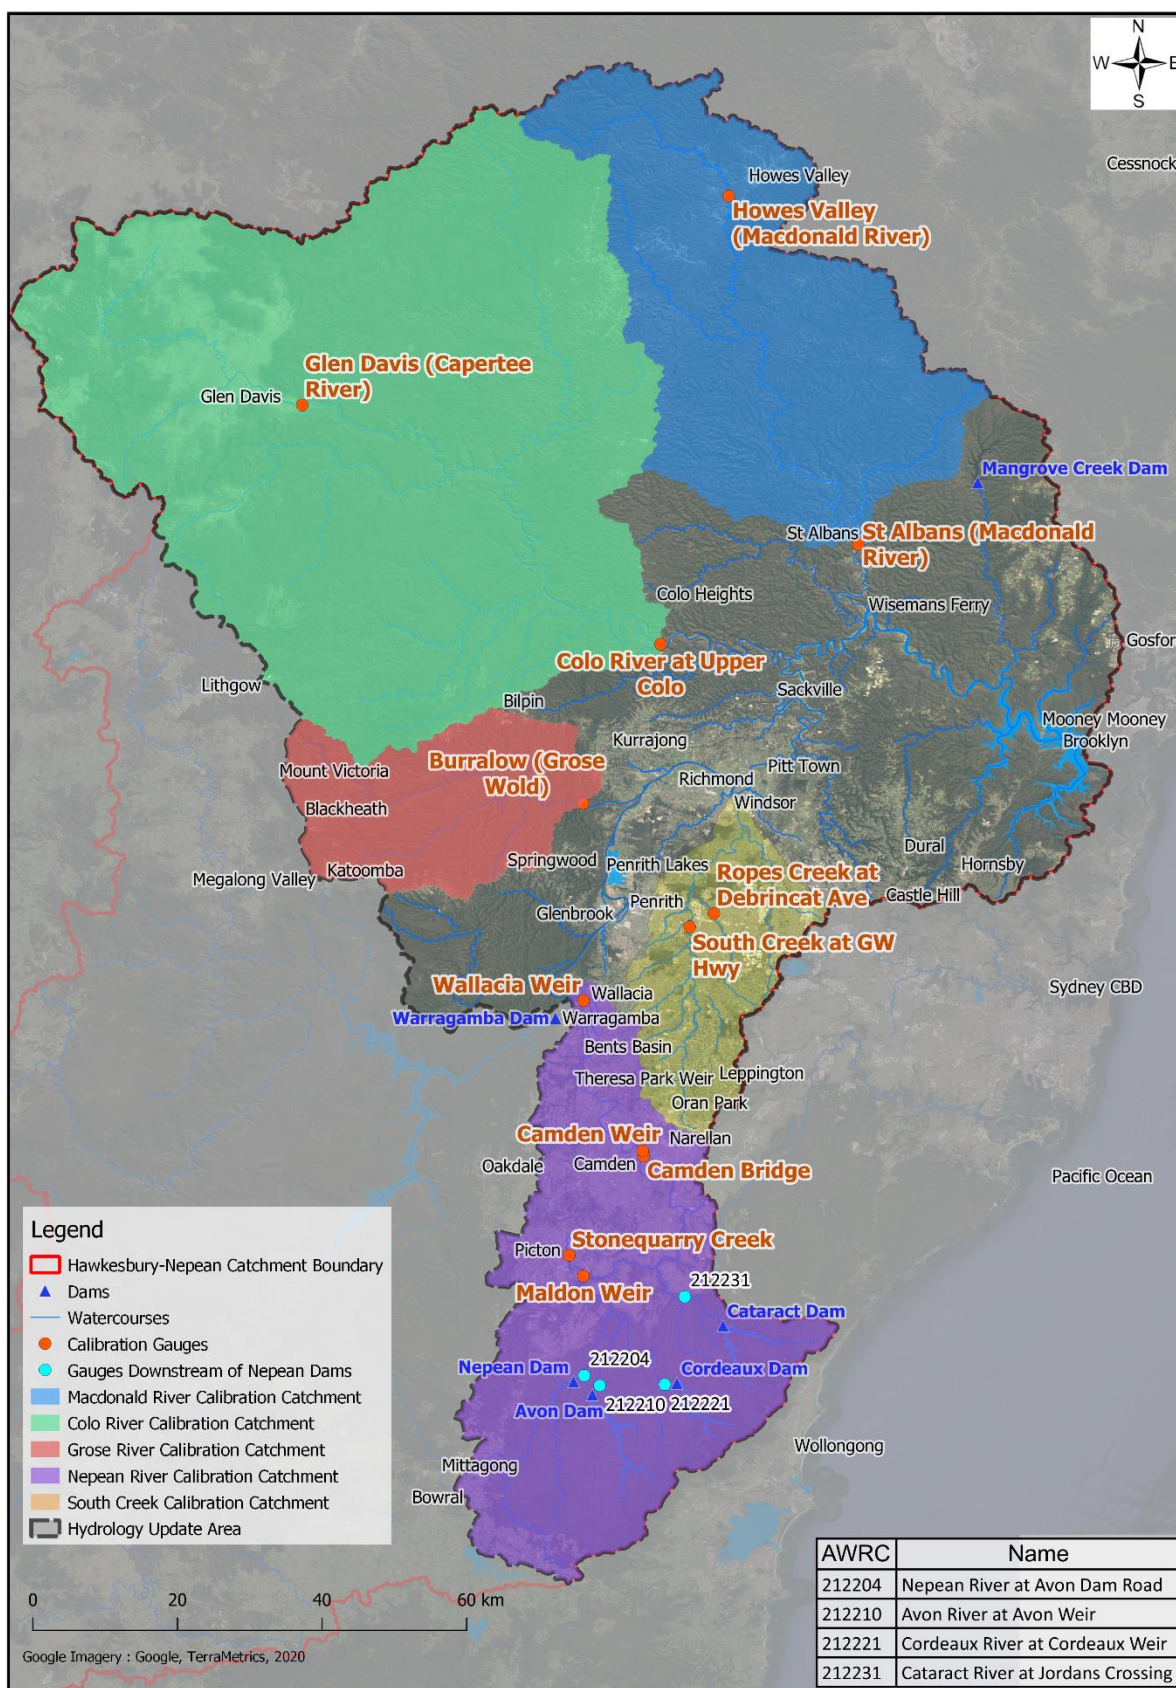 N
W
E
S
Cessnock
Howes Valley
Howes Valley
(Macdonald River)
Glen Davis (Capertee
River)
Glen Davis
Mangrove Creek Dam
St Albans
St Albans (Macdonald
River)
Colo Heights
Wisemans Ferry
Gosfor
Colo River at Upper
Colo
Lithgow
Sackville
Bilpin
Mooney Mooney
Brooklyn
Kurrajong
Burralow (Grose
Wold)
Mount Victoria
Pitt Town
Richmond
Windsor
Blackheath
Dural
Springwood
Penrith Lakes
Hornsby
Katoomba
Megalong Valley
Ropes Creek at
Debrincat Ave
Castle Hill
Penrith
Glenbrook
South Creek at GW
Hwy
Wallacia Weir
Wallacia
Sydney CBD
Warragamba Dam
Warragamba
Bents Basin
Leppington
Theresa Park Weir
Oran Park
Camden Weir
Narellan
Oakdale
Camden
Camden Bridge
Pacific Ocean
Stonequarry Creek
Picton
212231
Maldon Weir
Cataract Dam
212204
Nepean Dam
Cordeaux Dam
Avon Dam
212210
212221
Wollongong
Mittagong
Bowral
Legend
Hawkesbury-Nepean Catchment Boundary
Dams
Watercourses
Calibration Gauges
Gauges Downstream of Nepean Dams
Macdonald River Calibration Catchment
Colo River Calibration Catchment
Grose River Calibration Catchment
Nepean River Calibration Catchment
South Creek Calibration Catchment
Hydrology Update Area
0 20 40 60 km
Google Imagery : Google, TerraMetrics, 2020
AWRC Name
212204 Nepean River at Avon Dam Road
212210 Avon River at Avon Weir
212221 Cordeaux River at Cordeaux Weir
212231 Cataract River at Jordans Crossing